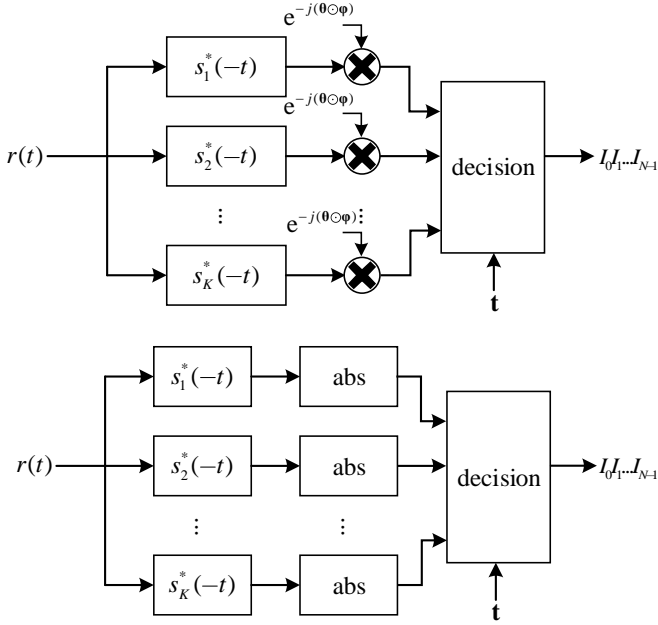 e^{-j(θ⊙φ)}
s_1^*(-t)
e^{-j(θ⊙φ)}
r(t)
s_2^*(-t)
decision
I_0I_1...I_{N-1}
⋮
⋮
e^{-j(θ⊙φ)}
s_K^*(-t)
t
s_1^*(-t)
abs
r(t)
s_2^*(-t)
abs
decision
I_0I_1...I_{N-1}
⋮
⋮
s_K^*(-t)
abs
t